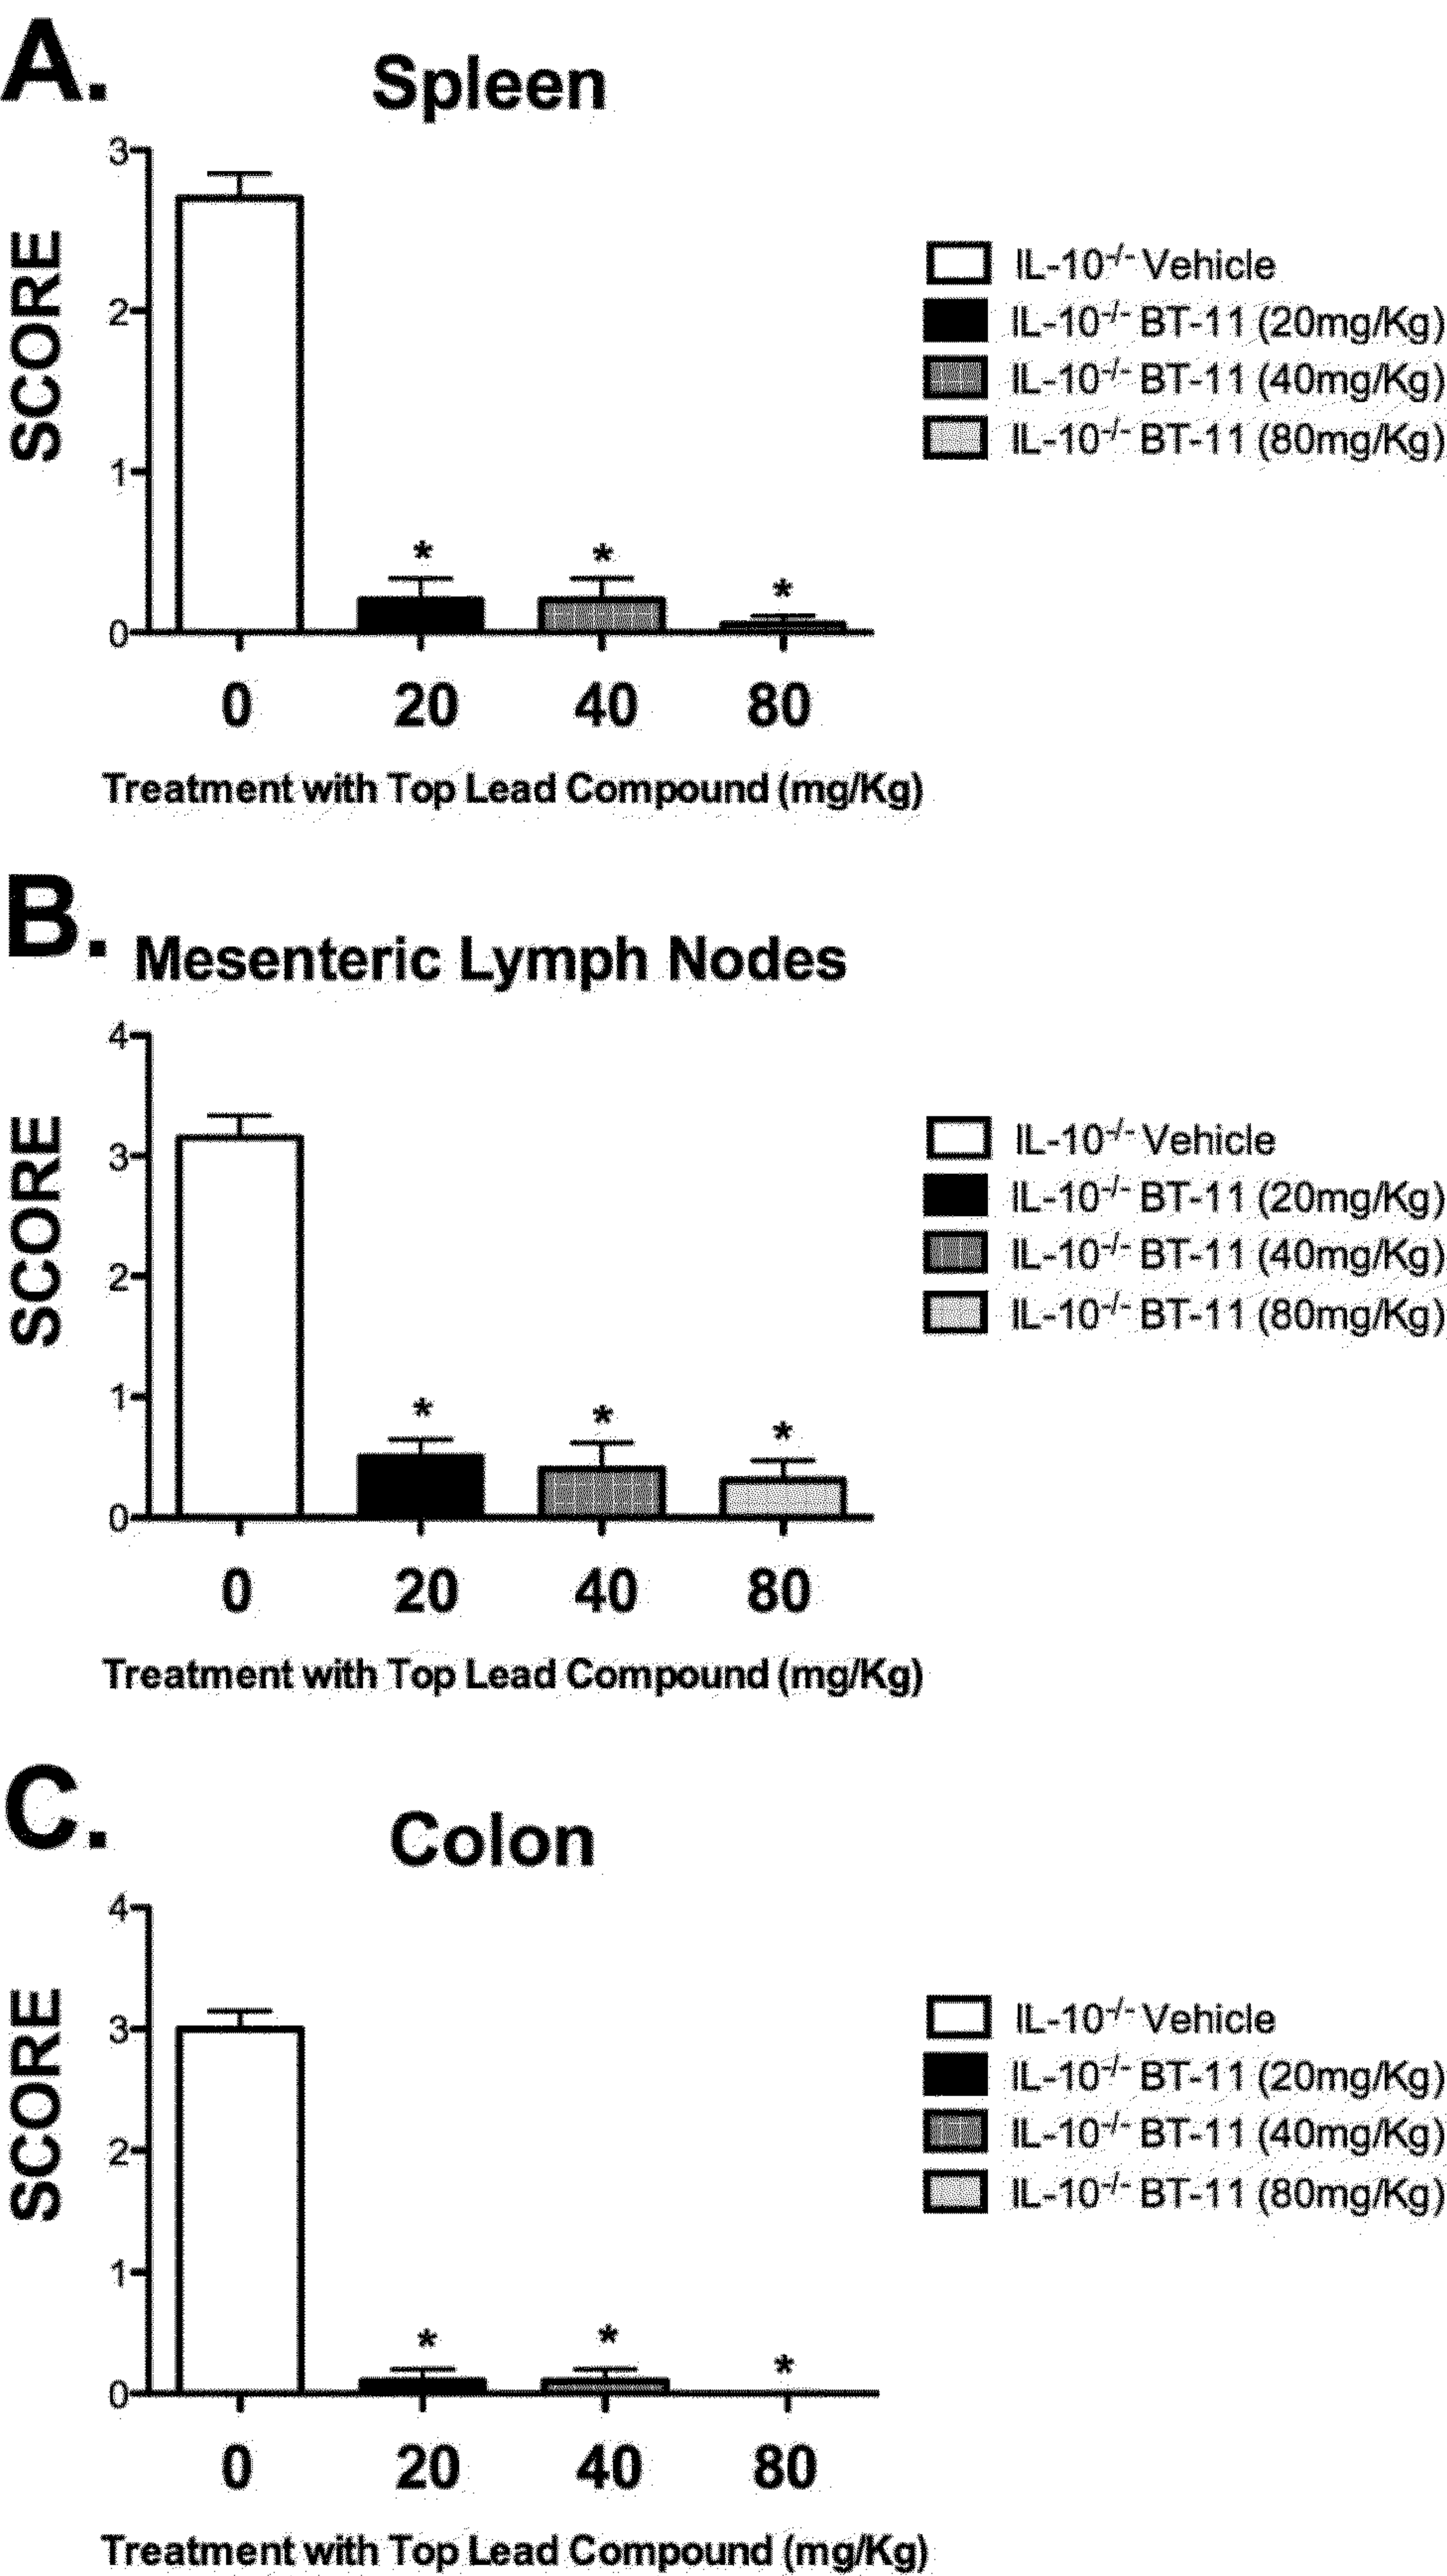 A.
Spleen
SCORE
3
2
1
0
* * *
0 20 40 80
Treatment with Top Lead Compound (mg/Kg)
IL-10-/- Vehicle
IL-10-/- BT-11 (20mg/Kg)
IL-10-/- BT-11 (40mg/Kg)
IL-10-/- BT-11 (80mg/Kg)
B.
Mesenteric Lymph Nodes
SCORE
4
3
2
1
0
* * *
0 20 40 80
Treatment with Top Lead Compound (mg/Kg)
IL-10-/- Vehicle
IL-10-/- BT-11 (20mg/Kg)
IL-10-/- BT-11 (40mg/Kg)
IL-10-/- BT-11 (80mg/Kg)
C.
Colon
SCORE
4
3
2
1
0
* * *
0 20 40 80
Treatment with Top Lead Compound (mg/Kg)
IL-10-/- Vehicle
IL-10-/- BT-11 (20mg/Kg)
IL-10-/- BT-11 (40mg/Kg)
IL-10-/- BT-11 (80mg/Kg)